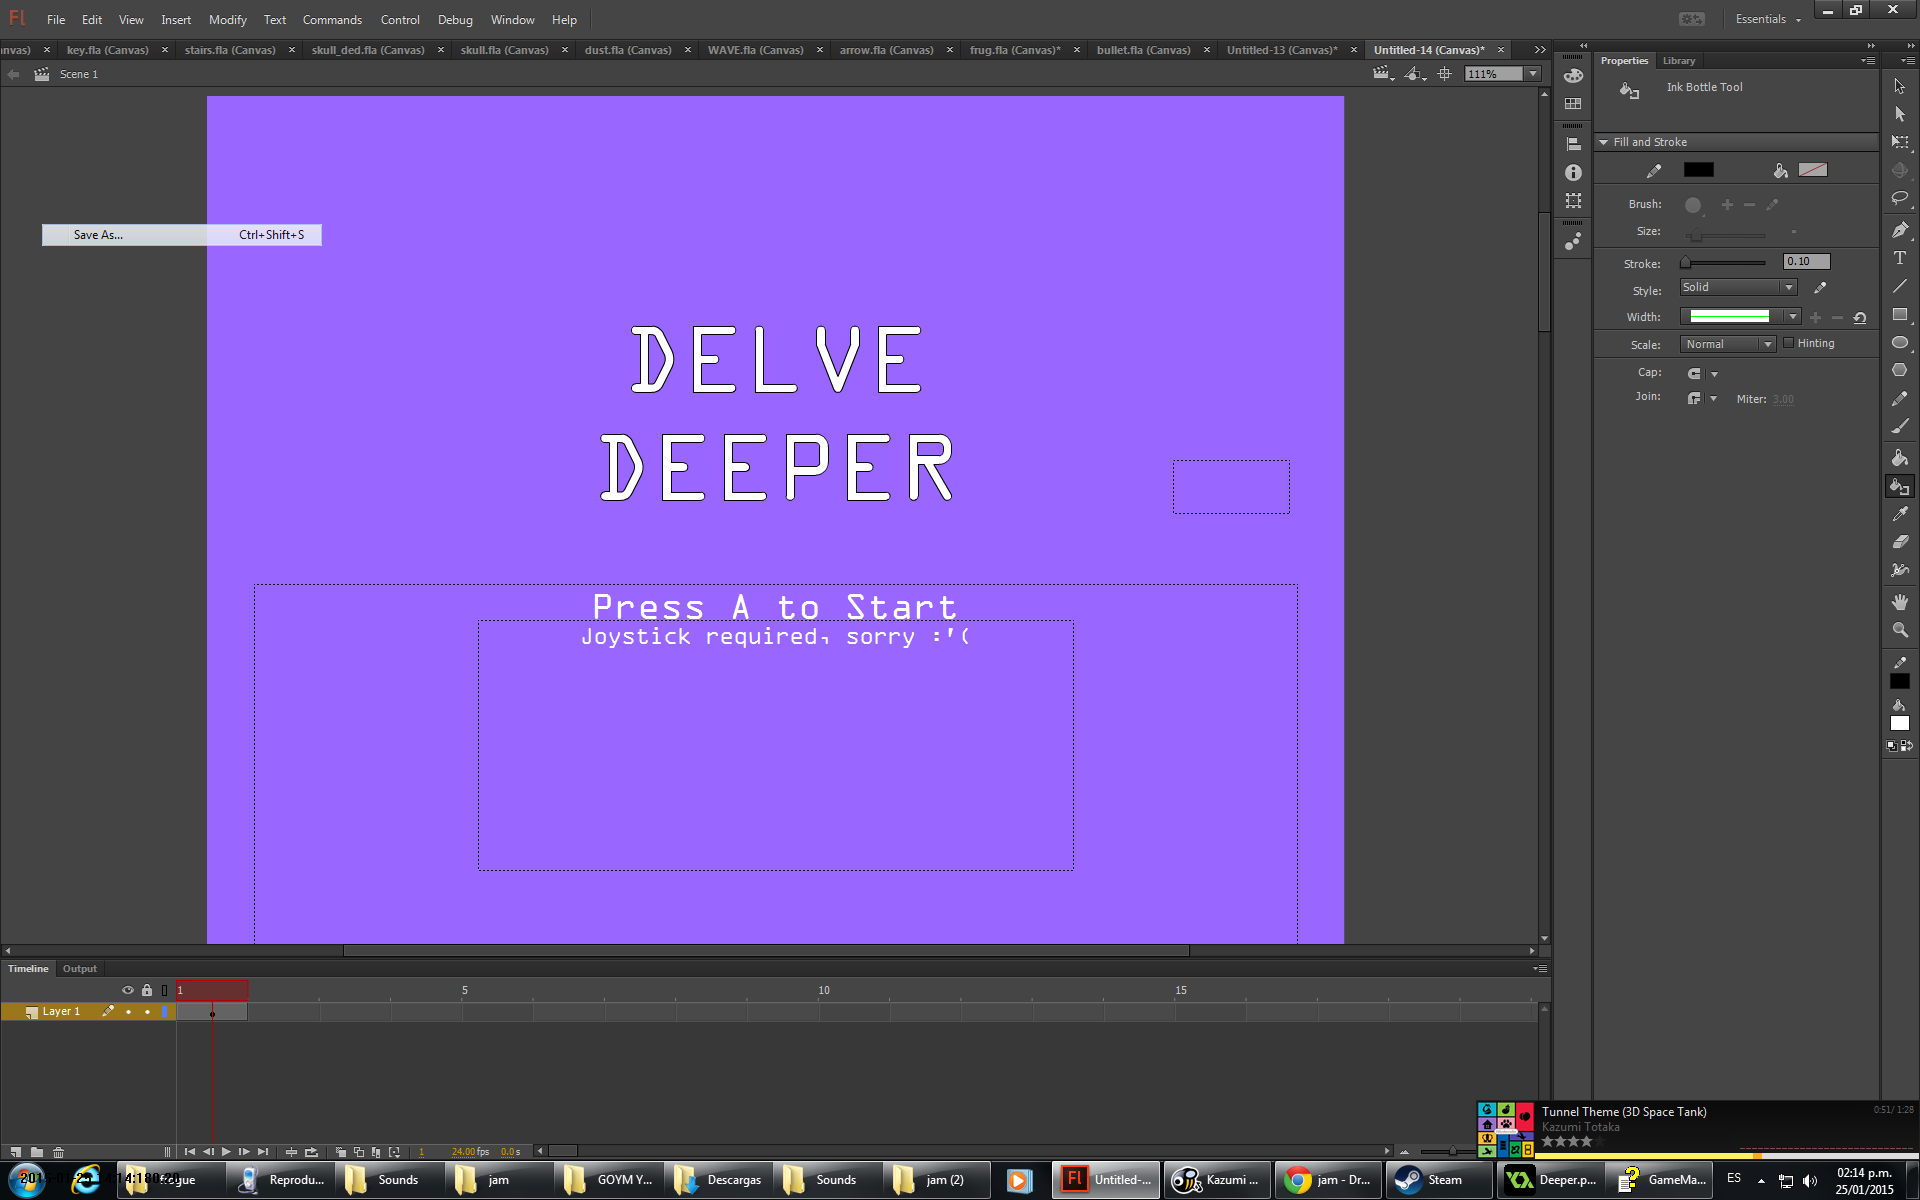 Fl File Edit View Insert Modify Text Commands Control Debug Window Help Essentials
nvas) key.fla (Canvas) stairs.fla (Canvas) skull_ded.fla (Canvas) skull.fla (Canvas) dust.fla (Canvas) WAVE.fla (Canvas) arrow.fla (Canvas) frug.fla (Canvas)* bullet.fla (Canvas) Untitled-13 (Canvas)* Untitled-14 (Canvas)*
Scene 1 111%
Properties Library
Ink Bottle Tool
Fill and Stroke
Brush:
Size:
Stroke: 0.10
Style: Solid
Width:
Scale: Normal Hinting
Cap:
Join: Miter: 3.00
Save As... Ctrl+Shift+S
DELVE
DEEPER
Press A to Start
Joystick required, sorry :'(
Timeline Output
1 5 10 15
Layer 1
1 24.00 fps 0.0 s
Tunnel Theme (3D Space Tank) 0:51/ 1:28
Kazumi Totaka
Reprodu... Sounds jam GOYM Y... Descargas Sounds jam (2) Untitled-... Kazumi ... jam - Dr... Steam Deeper.p... GameMa... ES
02:14 p.m.
25/01/2015